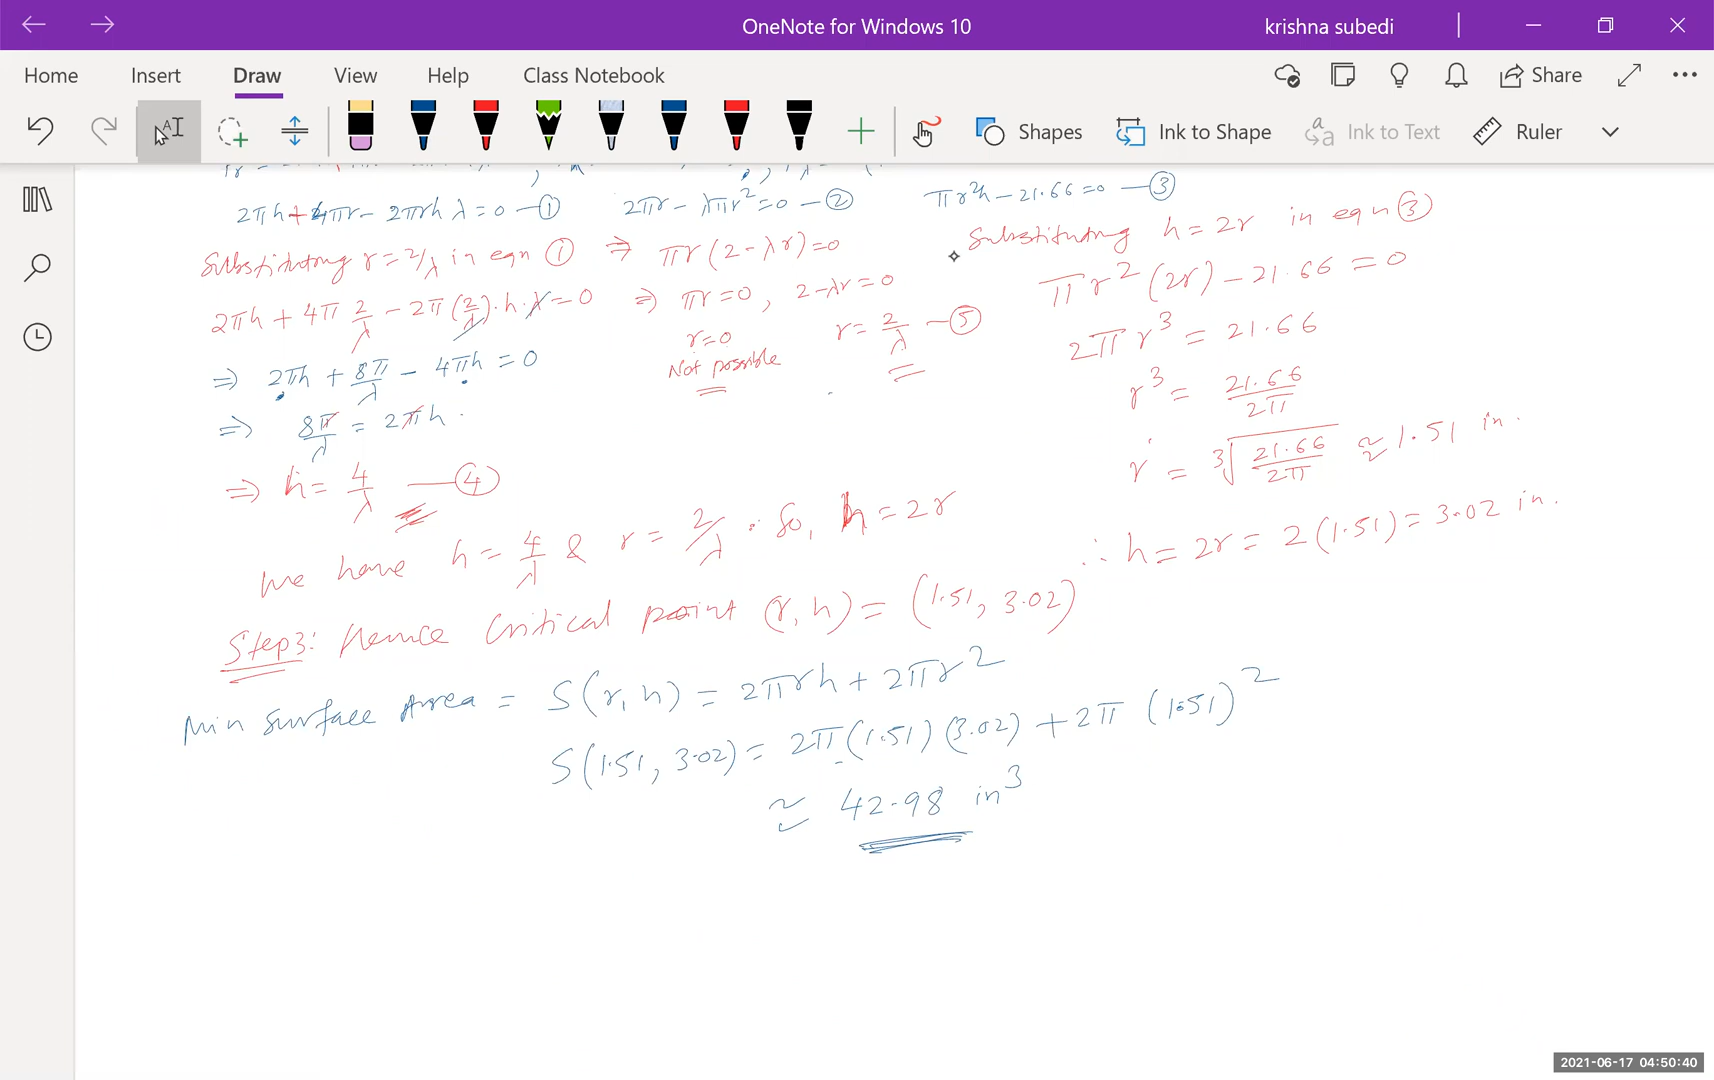 OneNote for Windows 10
krishna subedi
Home Insert Draw View Help Class Notebook Share
Shapes Ink to Shape Ink to Text Ruler
2πh + 4πr - 2πrh λ = 0 — ①
2πr - λπr² = 0 — ②
πr²h - 21.66 = 0 — ③
Substituting r = 2/λ in eqn ①
2πh + 4π 2/λ - 2π (2/λ) · h · λ = 0
⇒ 2πh + 8π/λ - 4πh = 0
⇒ 8π/λ = 2πh
⇒ h = 4/λ — ④
⇒ πr (2 - λr) = 0
⇒ πr = 0, 2 - λr = 0
r = 0
Not possible
r = 2/λ — ⑤
Substituting h = 2r in eqn ③
πr² (2r) - 21.66 = 0
2πr³ = 21.66
r³ = 21.66/2π
r = ∛(21.66/2π) ≈ 1.51 in.
∴ h = 2r = 2(1.51) = 3.02 in.
We have h = 4/λ & r = 2/λ. So, h = 2r
Step3: Hence Critical point (r, h) = (1.51, 3.02)
Min Surface Area = S(r, h) = 2πrh + 2πr²
S(1.51, 3.02) = 2π(1.51)(3.02) + 2π(1.51)²
≈ 42.98 in³
2021-06-17 04:50:40